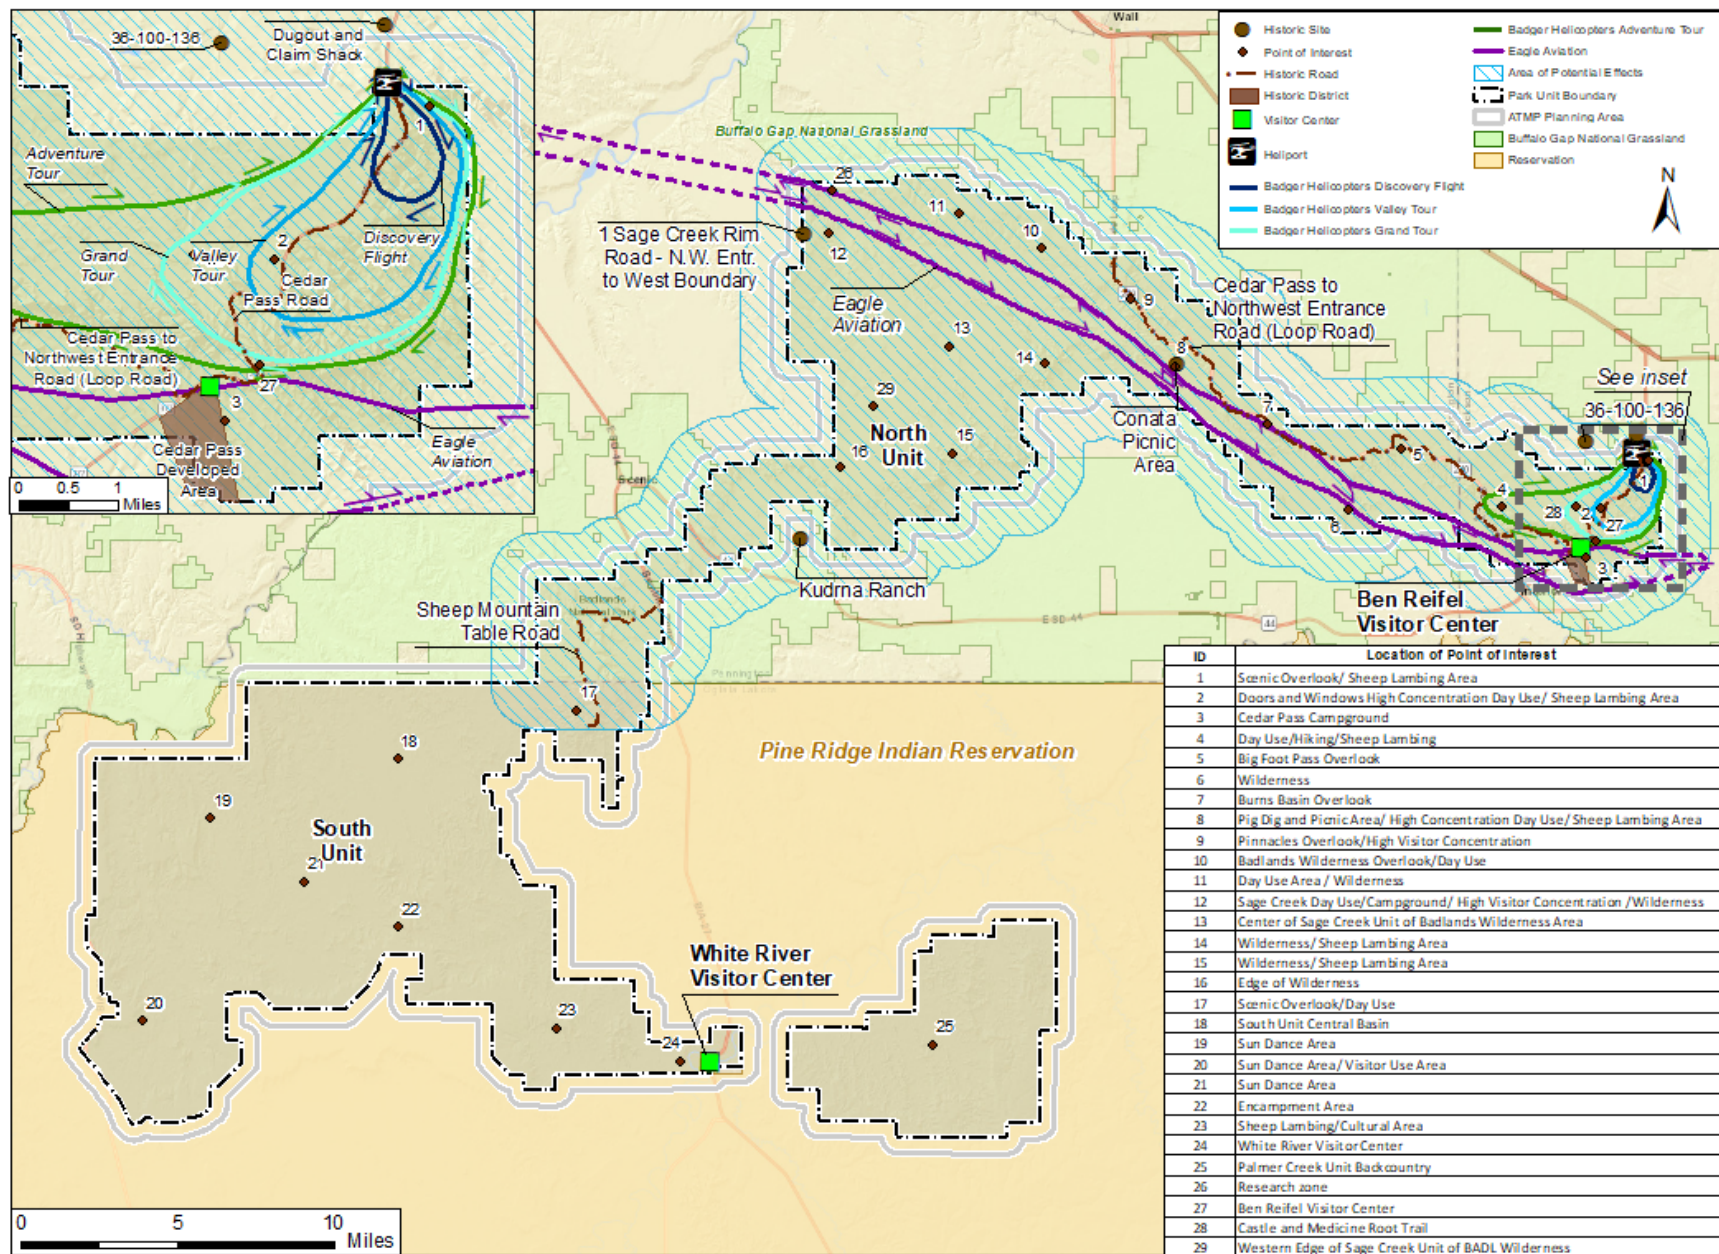 36-100-136
Dugout and
Claim Shack
Adventure
Tour
1
Grand
Tour
2
Valley
Tour
Discovery
Flight
Cedar
Pass Road
Cedar Pass to
Northwest Entrance
Road (Loop Road)
27
3
Cedar Pass
Developed
Area
Eagle
Aviation
0 0.5 1
Miles
Wall
Historic Site
Point of Interest
Historic Road
Historic District
Visitor Center
Heliport
Badger Helicopters Discovery Flight
Badger Helicopters Valley Tour
Badger Helicopters Grand Tour
Badger Helicopters Adventure Tour
Eagle Aviation
Area of Potential Effects
Park Unit Boundary
ATMP Planning Area
Buffalo Gap National Grassland
Reservation
N
Buffalo Gap National Grassland
26
11
12
10
1 Sage Creek Rim
Road - N.W. Entr.
to West Boundary
Eagle
Aviation
9
Cedar Pass to
Northwest Entrance
Road (Loop Road)
13
14
8
29
North
Unit
16
15
Conata
Picnic
Area
7
5
6
See inset
36-100-136
1
4
28
2
27
3
Scenic
Kudrna Ranch
Ben Reifel
Visitor Center
E SD 44
44
Sheep Mountain
Table Road
Badlands
National Park
Pennington
Oglala Lakota
17
Pine Ridge Indian Reservation
18
19
South
Unit
21
22
20
23
White River
Visitor Center
24
25
0 5 10
Miles
ID Location of Point of Interest
1 Scenic Overlook/ Sheep Lambing Area
2 Doors and Windows High Concentration Day Use/ Sheep Lambing Area
3 Cedar Pass Campground
4 Day Use/Hiking/Sheep Lambing
5 Big Foot Pass Overlook
6 Wilderness
7 Burns Basin Overlook
8 Pig Dig and Picnic Area/ High Concentration Day Use/ Sheep Lambing Area
9 Pinnacles Overlook/High Visitor Concentration
10 Badlands Wilderness Overlook/Day Use
11 Day Use Area / Wilderness
12 Sage Creek Day Use/Campground/ High Visitor Concentration /Wilderness
13 Center of Sage Creek Unit of Badlands Wilderness Area
14 Wilderness/ Sheep Lambing Area
15 Wilderness/ Sheep Lambing Area
16 Edge of Wilderness
17 Scenic Overlook/Day Use
18 South Unit Central Basin
19 Sun Dance Area
20 Sun Dance Area/ Visitor Use Area
21 Sun Dance Area
22 Encampment Area
23 Sheep Lambing/Cultural Area
24 White River Visitor Center
25 Palmer Creek Unit Backcountry
26 Research zone
27 Ben Reifel Visitor Center
28 Castle and Medicine Root Trail
29 Western Edge of Sage Creek Unit of BADL Wilderness